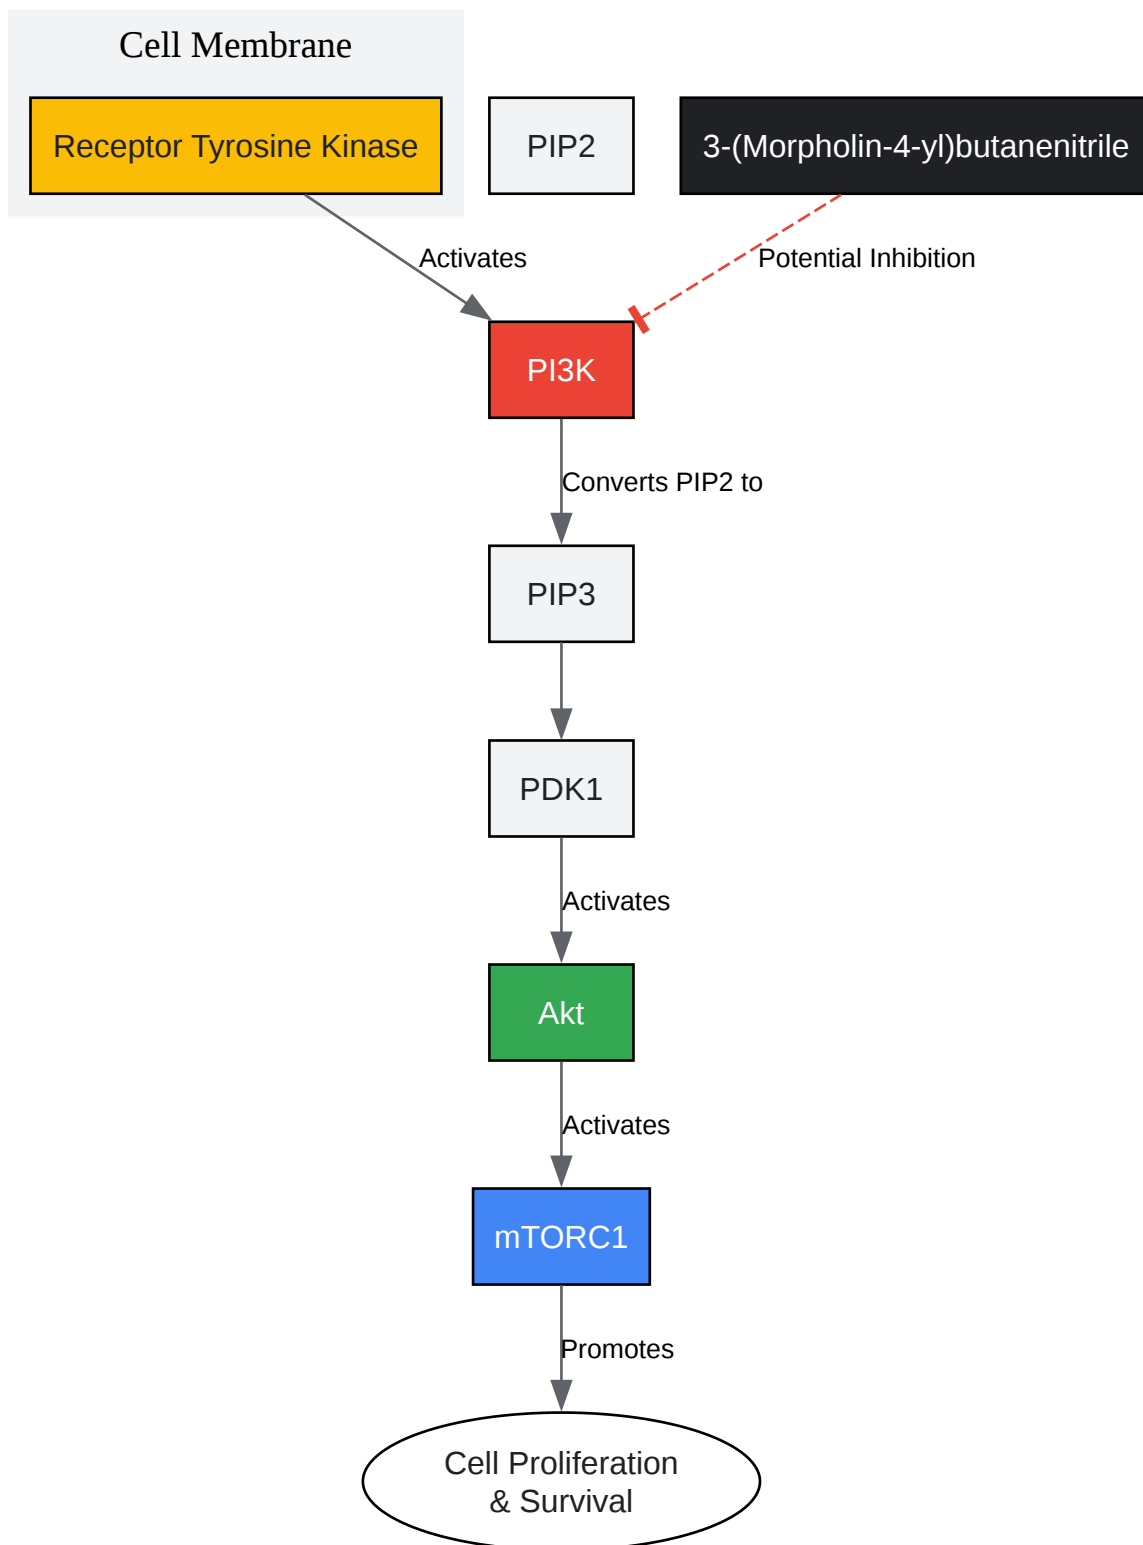 Cell Membrane
Receptor Tyrosine Kinase
PIP2
3-(Morpholin-4-yl)butanenitrile
Activates
Potential Inhibition
PI3K
Converts PIP2 to
PIP3
PDK1
Activates
Akt
Activates
mTORC1
Promotes
Cell Proliferation
& Survival